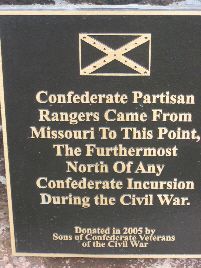 Confederate Partisan
Rangers Came From
Missouri To This Point,
The Furthermost
North Of Any
Confederate Incursion
During the Civil War.
Donated in 2005 by
Sons of Confederate Veterans
of the Civil War